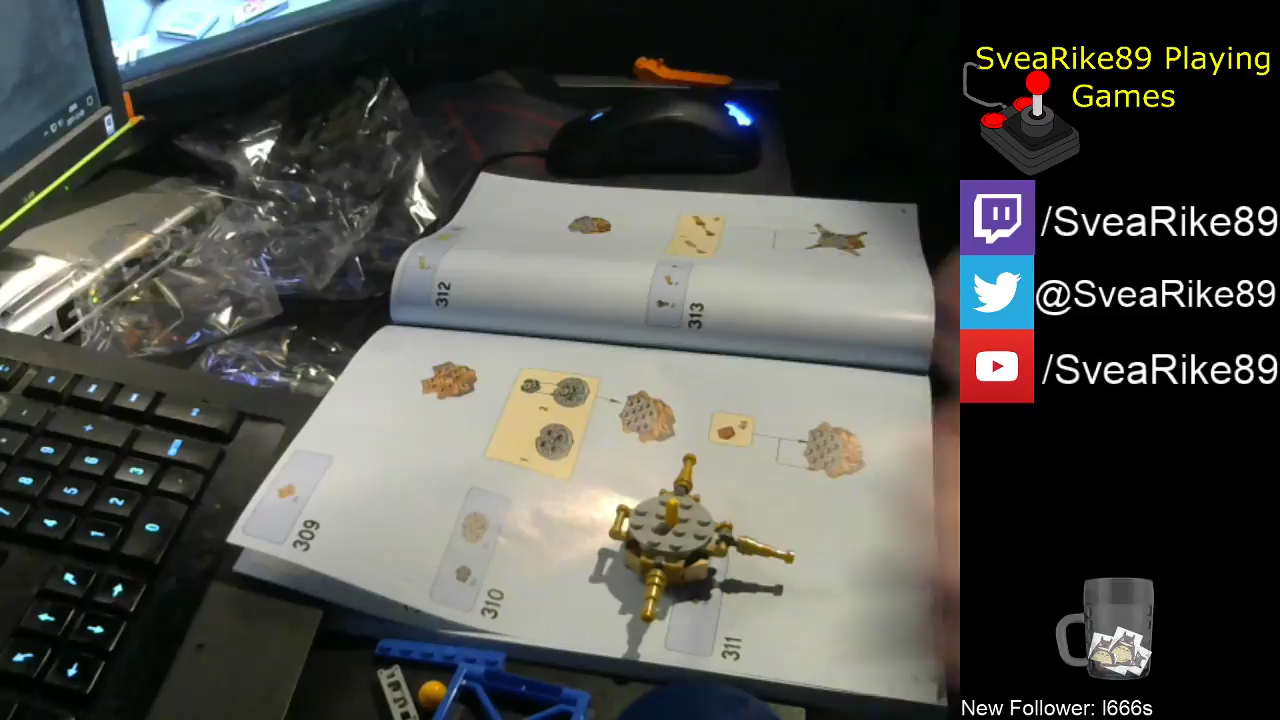 SveaRike89 Playing
Games
/SveaRike89
@SveaRike89
/SveaRike89
312
313
309
310
311
New Follower: l666s